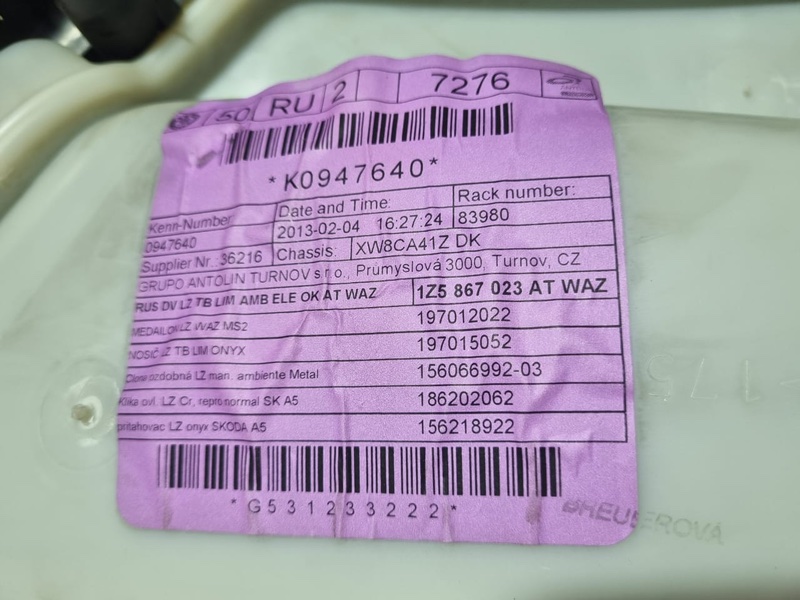 50 RU 2 7276
*K0947640*
Kenn-Number Date and Time: Rack number:
0947640 2013-02-04 16:27:24 83980
Supplier Nr. 36216 Chassis: XW8CA41Z DK
GRUPO ANTOLIN TURNOV s.r.o., Průmyslová 3000, Turnov, CZ
RUS DV LZ TB LIM AMB ELE OK AT WAZ 1Z5 867 023 AT WAZ
MEDAILON LZ WAZ MS2 197012022
NOSIČ LZ TB LIM ONYX 197015052
Clona ozdobná LZ man. ambiente Metal 156066992-03
Klika ovl. LZ Cr, repro normal SK A5 186202062
pritahovac LZ onyx SKODA A5 156218922
*G531233222*
BREUEROVA